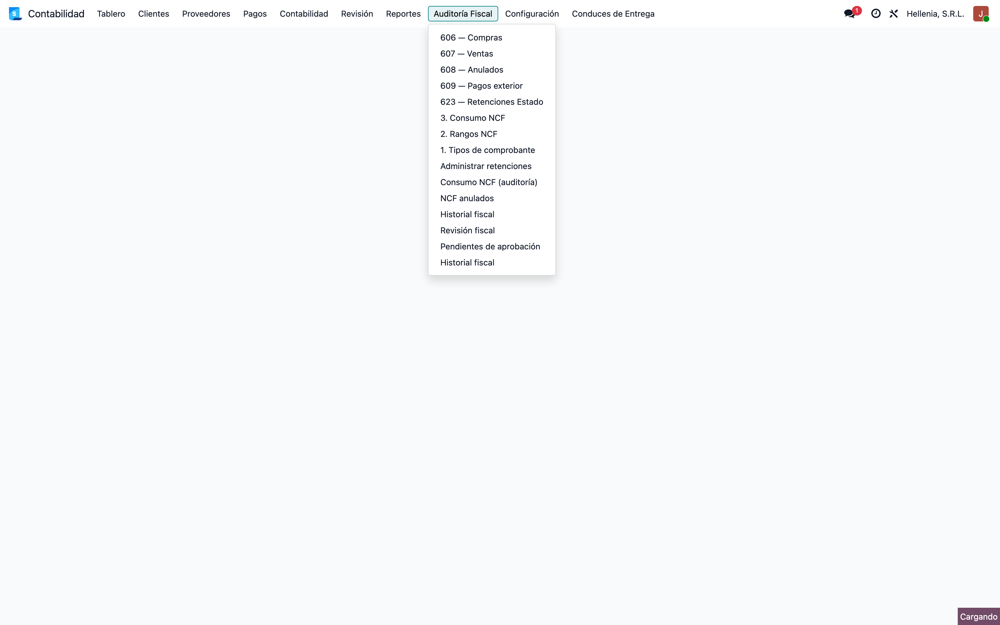 Contabilidad Tablero Clientes Proveedores Pagos Contabilidad Revisión Reportes Auditoría Fiscal Configuración Conduces de Entrega 1 Hellenia, S.R.L. J
606 — Compras
607 — Ventas
608 — Anulados
609 — Pagos exterior
623 — Retenciones Estado
3. Consumo NCF
2. Rangos NCF
1. Tipos de comprobante
Administrar retenciones
Consumo NCF (auditoría)
NCF anulados
Historial fiscal
Revisión fiscal
Pendientes de aprobación
Historial fiscal
Cargando